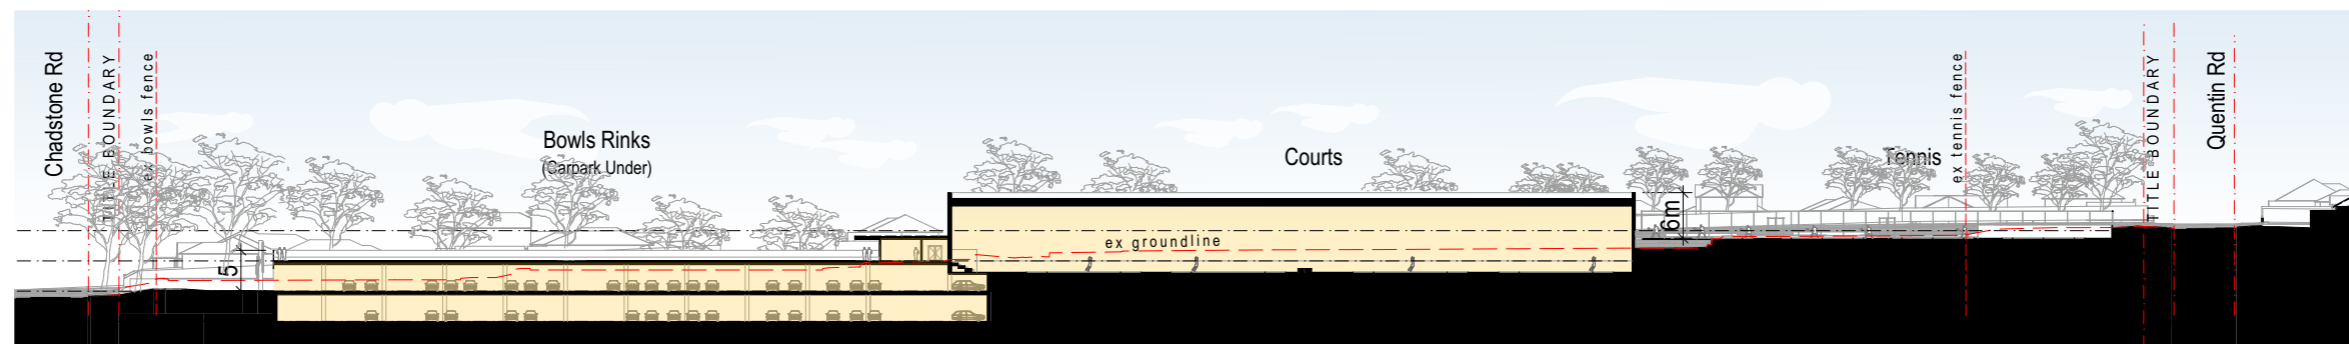 Chadstone Rd
TITLE BOUNDARY
ex bowls fence
Bowls Rinks
(Carpark Under)
5
Courts
ex groundline
6m
Tennis
ex tennis fence
TITLE BOUNDARY
Quentin Rd